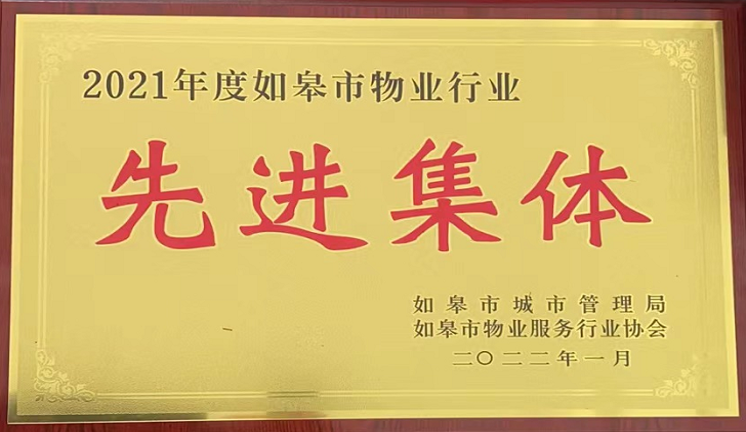 2021年度如皋市物业行业
先进集体
如皋市城市管理局
如皋市物业服务行业协会
二〇二二年一月